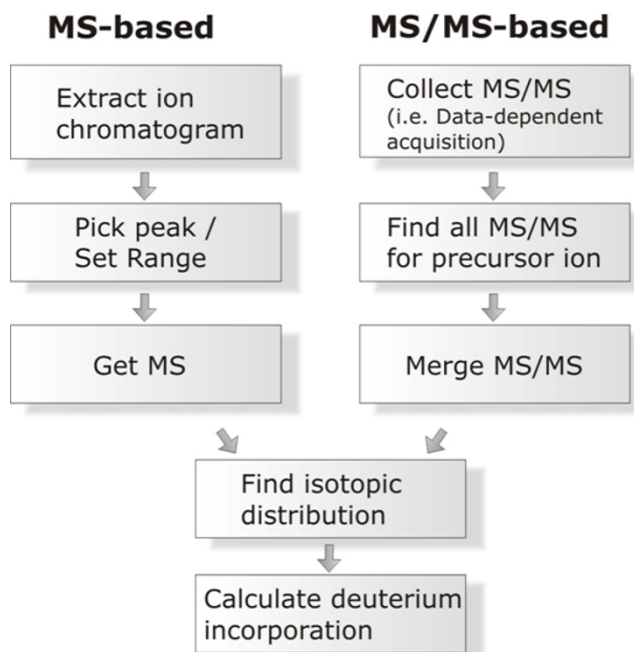 MS-based
Extract ion
chromatogram
Pick peak /
Set Range
Get MS
MS/MS-based
Collect MS/MS
(i.e. Data-dependent
acquisition)
Find all MS/MS
for precursor ion
Merge MS/MS
Find isotopic
distribution
Calculate deuterium
incorporation